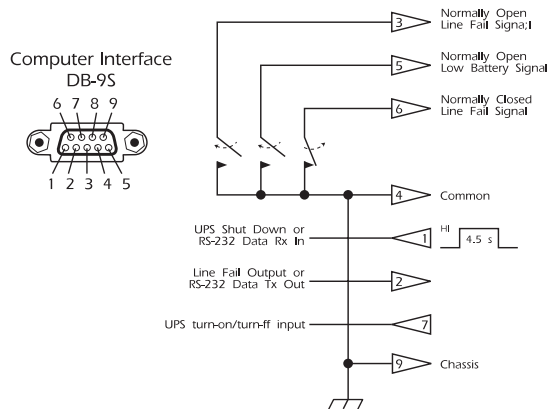 3
Normally Open
Line Fail Signa;l
Computer Interface
DB-9S
5
Normally Open
Low Battery Signal
6 7 8 9
6
Normally Closed
Line Fail Signal
1 2 3 4 5
4
Common
UPS Shut Down or
RS-232 Data Rx In
1
HI
4.5 s
Line Fail Output or
RS-232 Data Tx Out
2
UPS turn-on/turn-ff input
7
9
Chassis